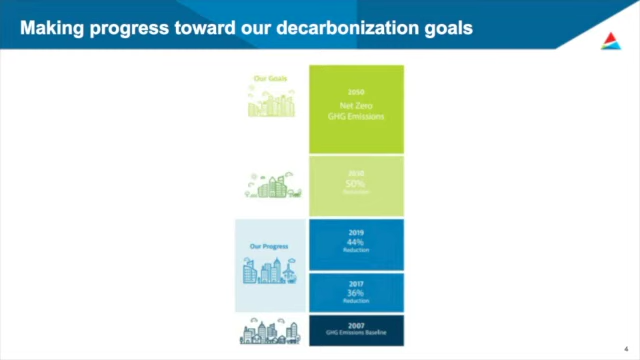 Making progress toward our decarbonization goals
Our Goals
2050
Net Zero
GHG Emissions
2030
50%
Reduction
Our Progress
2019
44%
Reduction
2017
36%
Reduction
2007
GHG Emissions Baseline
4